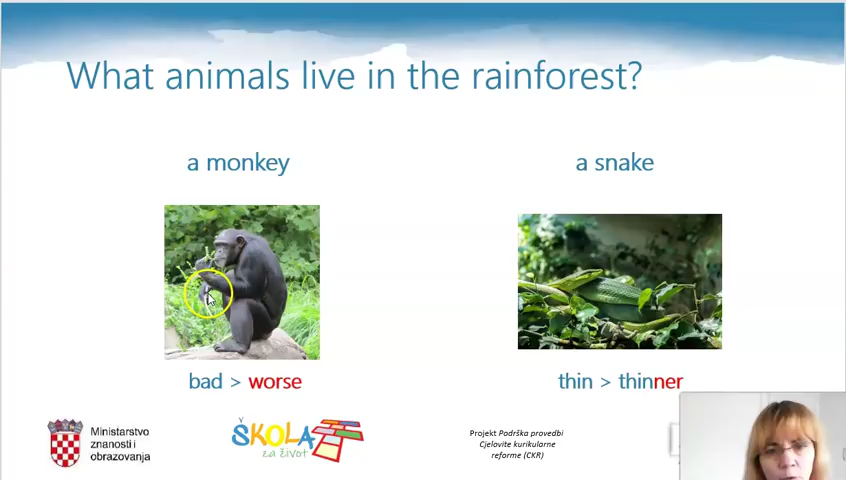 What animals live in the rainforest?
a monkey
a snake
bad > worse
thin > thinner
Ministarstvo
znanosti i
obrazovanja
ŠKOLA
za život
Projekt Podrška provedbi
Cjelovite kurikularne
reforme (CKR)